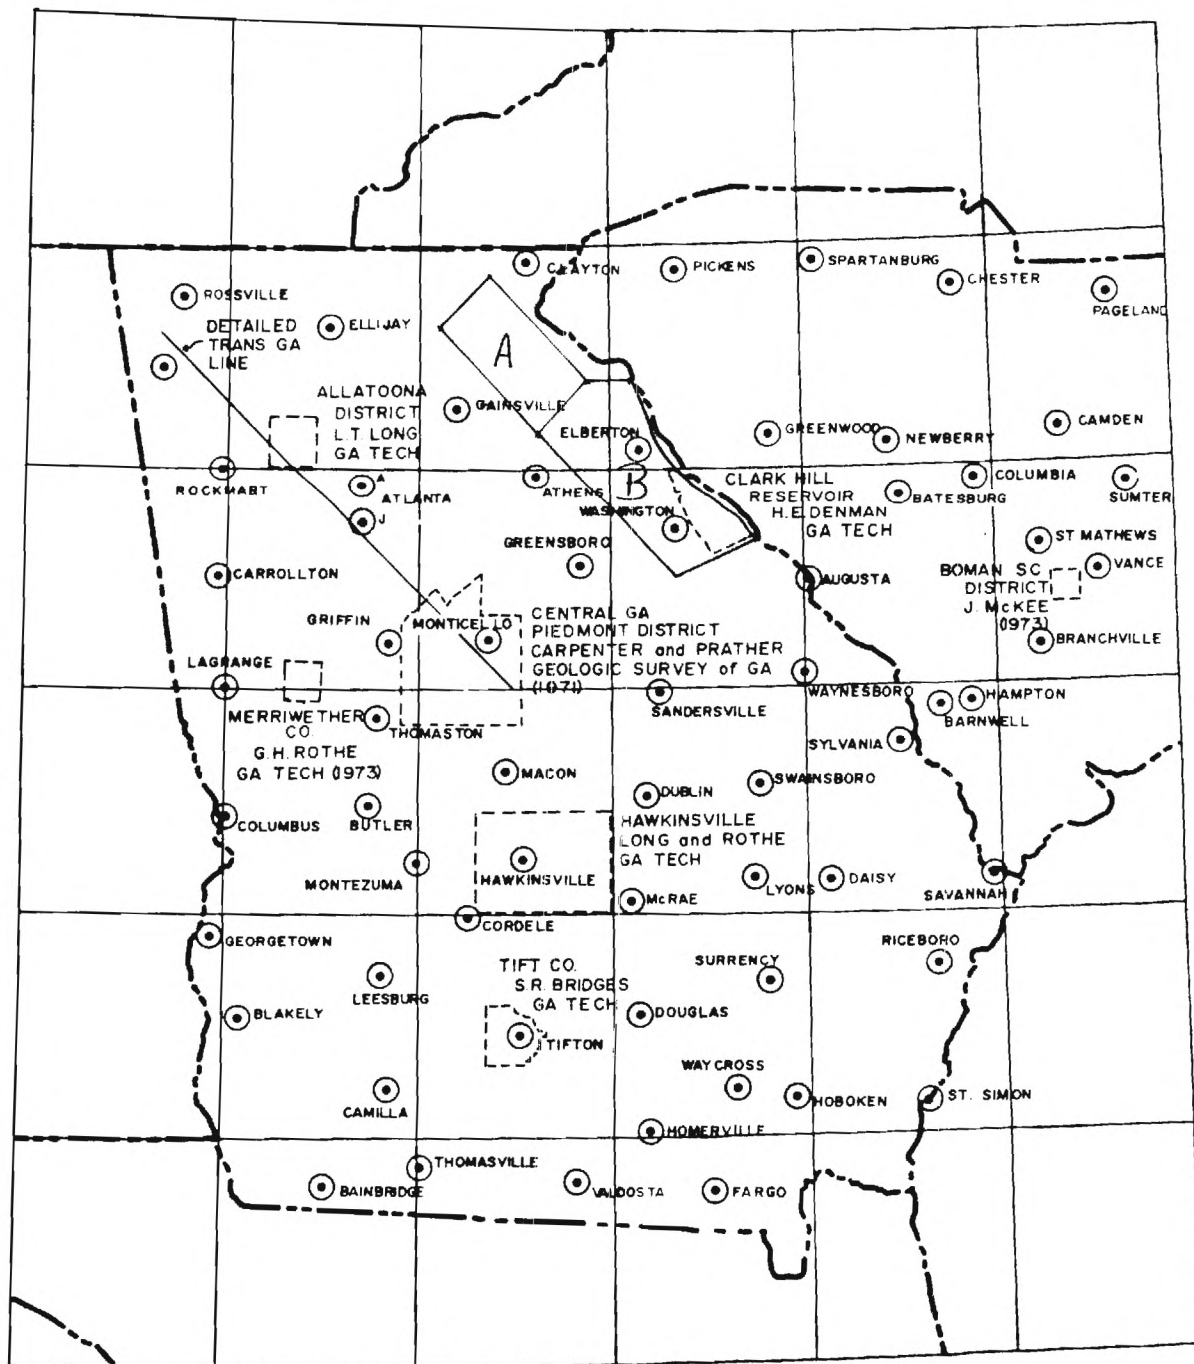 CLAYTON
PICKENS
SPARTANBURG
CHESTER
PAGELAND
ROSSVILLE
DETAILED
TRANS GA
LINE
ELLIJAY
A
ALLATOONA
DISTRICT
L.T. LONG
GA TECH
GAINSVILLE
ELBERTON
GREENWOOD
NEWBERRY
CAMDEN
ROCKMART
A
ATLANTA
J
ATHENS
B
WASHINGTON
CLARK HILL
RESERVOIR
H.E. DENMAN
GA TECH
BATESBURG
COLUMBIA
SUMTER
GREENSBORO
ST MATHEWS
VANCE
CARROLLTON
AUGUSTA
BOMAN SC
DISTRICT
J. McKEE
(1973)
BRANCHVILLE
GRIFFIN
MONTICELLO
CENTRAL GA
PIEDMONT DISTRICT
CARPENTER and PRATHER
GEOLOGIC SURVEY of GA
(1971)
LAGRANGE
MERRIWETHER
CO.
G.H. ROTHE
GA TECH (1973)
THOMASTON
SANDERSVILLE
WAYNESBORO
HAMPTON
BARNWELL
SYLVANIA
MACON
SWAINSBORO
DUBLIN
COLUMBUS
BUTLER
HAWKINSVILLE
LONG and ROTHE
GA TECH
MONTEZUMA
HAWKINSVILLE
LYONS
DAISY
SAVANNAH
McRAE
CORDELE
GEORGETOWN
RICEBORO
TIFT CO.
S.R. BRIDGES
GA TECH
SURRENCY
LEESBURG
BLAKELY
DOUGLAS
TIFTON
WAYCROSS
CAMILLA
HOBOKEN
ST. SIMON
HOMERVILLE
THOMASVILLE
BAINBRIDGE
VALDOSTA
FARGO